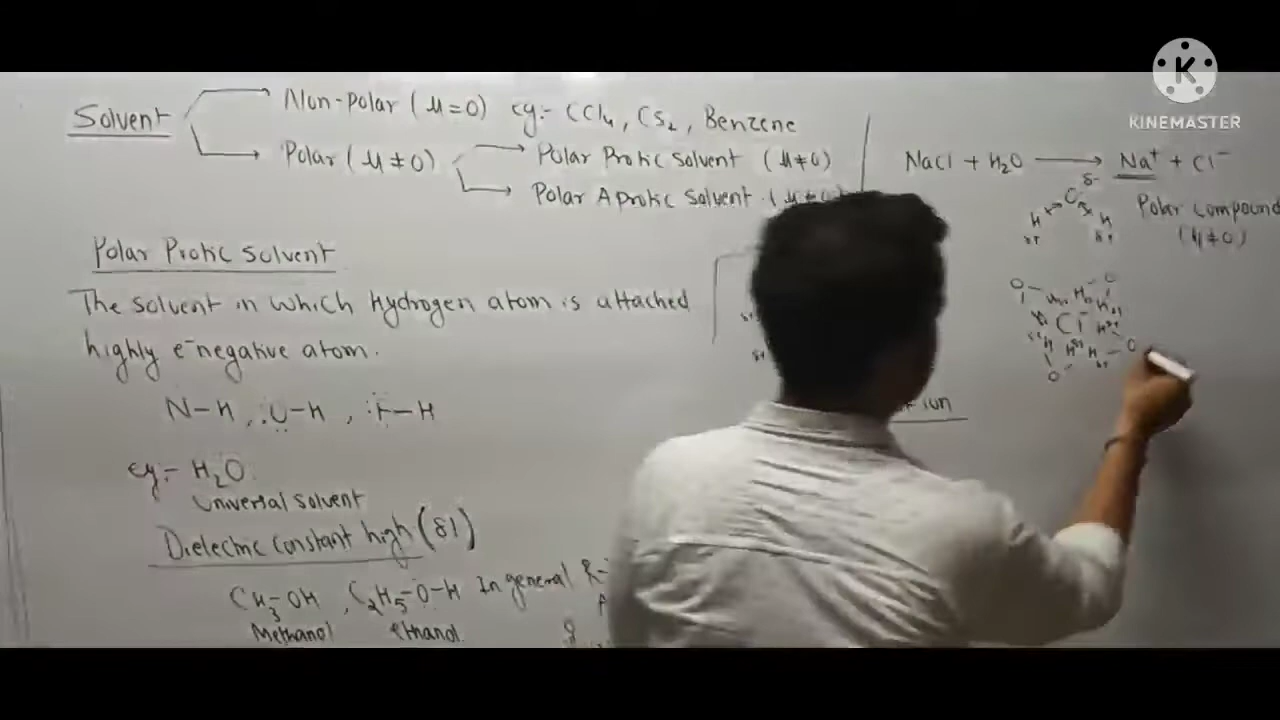 KINEMASTER
Solvent
Non-Polar (μ=0) eg:- CCl₄, CS₂, Benzene
Polar (μ≠0)
Polar Protic Solvent (μ≠0)
Polar Aprotic Solvent.
Polar Protic Solvent
The solvent in which Hydrogen atom is attached
highly e⁻negative atom.
N-H, :O-H, :F-H
eg:- H₂O
Universal solvent
Dielectric constant high (81)
CH₃-OH, C₂H₅-O-H In general R-
Methanol ethanol
NaCl + H₂O → Na⁺ + Cl⁻
δ-
O
H H
δ+ δ+
Polar compound
(μ≠0)
Cl⁻
ion